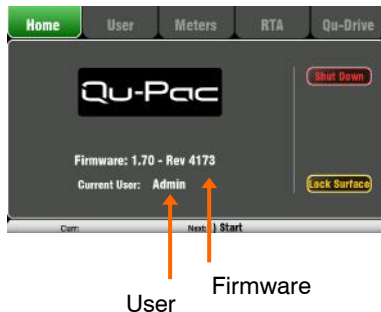 Home User Meters RTA Qu-Drive
Qu-Pac
Shut Down
Firmware: 1.70 - Rev 4173
Current User: Admin
Lock Surface
Curr: Next: ) Start
User Firmware